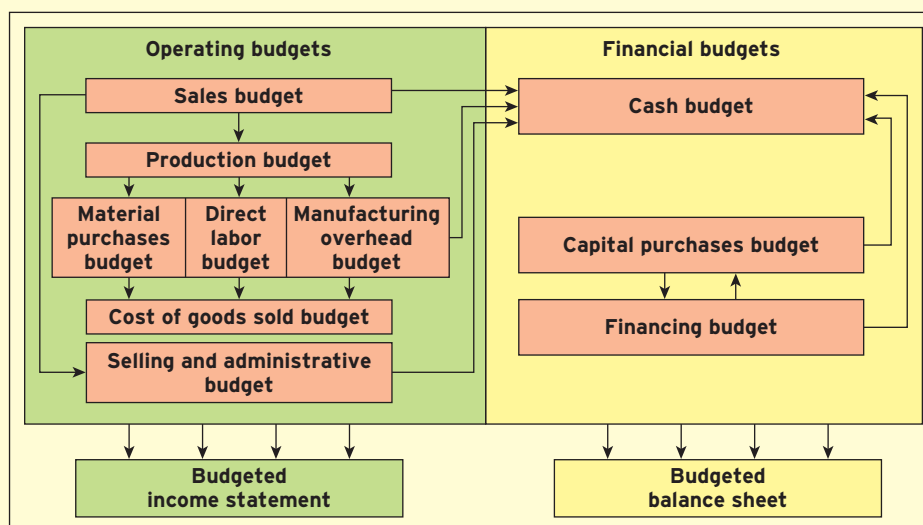 Operating budgets
Sales budget
Production budget
Material
purchases
budget
Direct
labor
budget
Manufacturing
overhead
budget
Cost of goods sold budget
Selling and administrative
budget
Financial budgets
Cash budget
Capital purchases budget
Financing budget
Budgeted
income statement
Budgeted
balance sheet